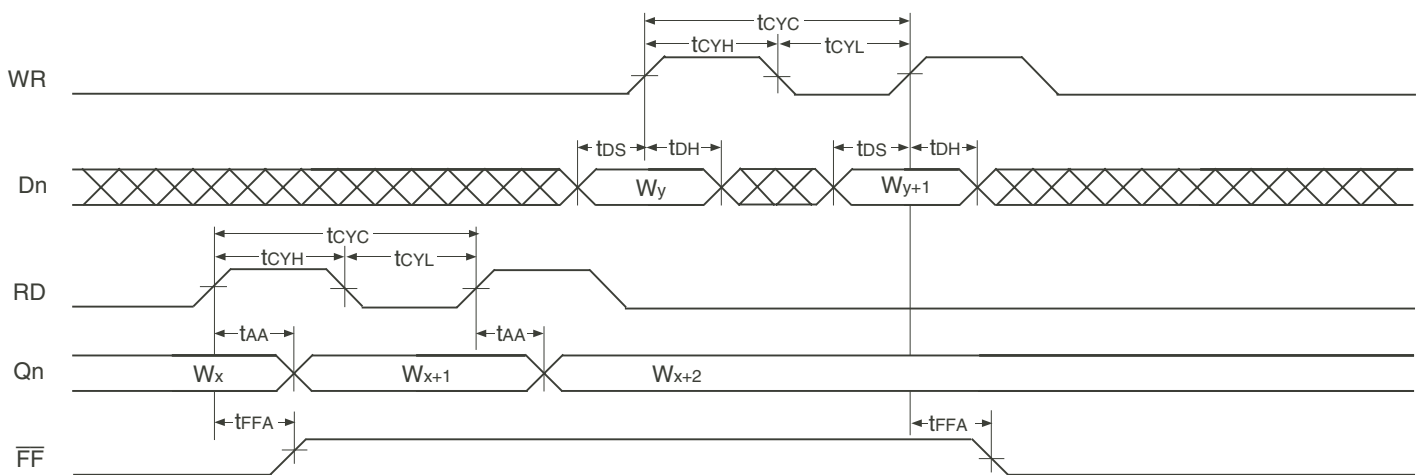 tCYC
tCYH tCYL
WR
tDS tDH tDS tDH
Dn Wy Wy+1
tCYC
tCYH tCYL
RD
tAA tAA
Qn Wx Wx+1 Wx+2
tFFA tFFA
F̅F̅